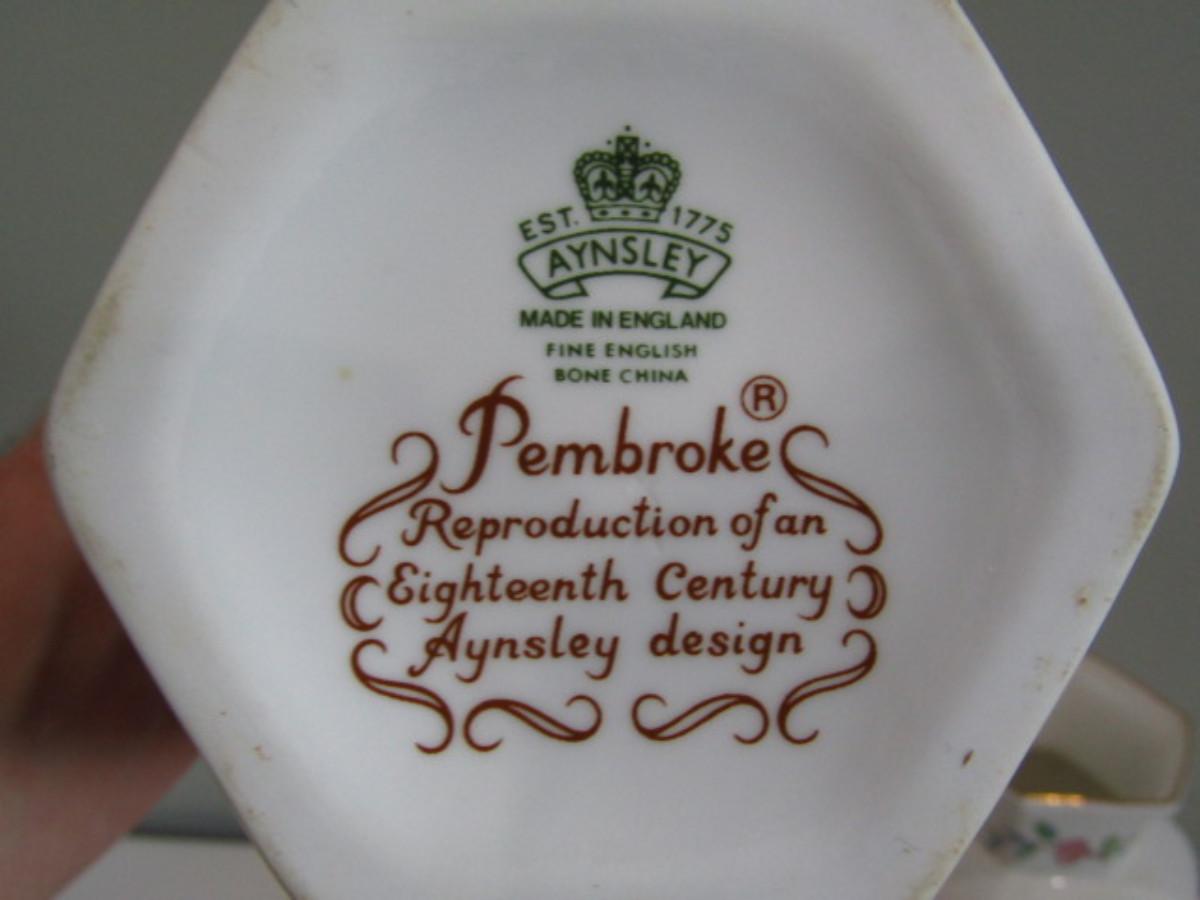 EST. 1775
AYNSLEY
MADE IN ENGLAND
FINE ENGLISH
BONE CHINA
Pembroke®
Reproduction of an
Eighteenth Century
Aynsley design